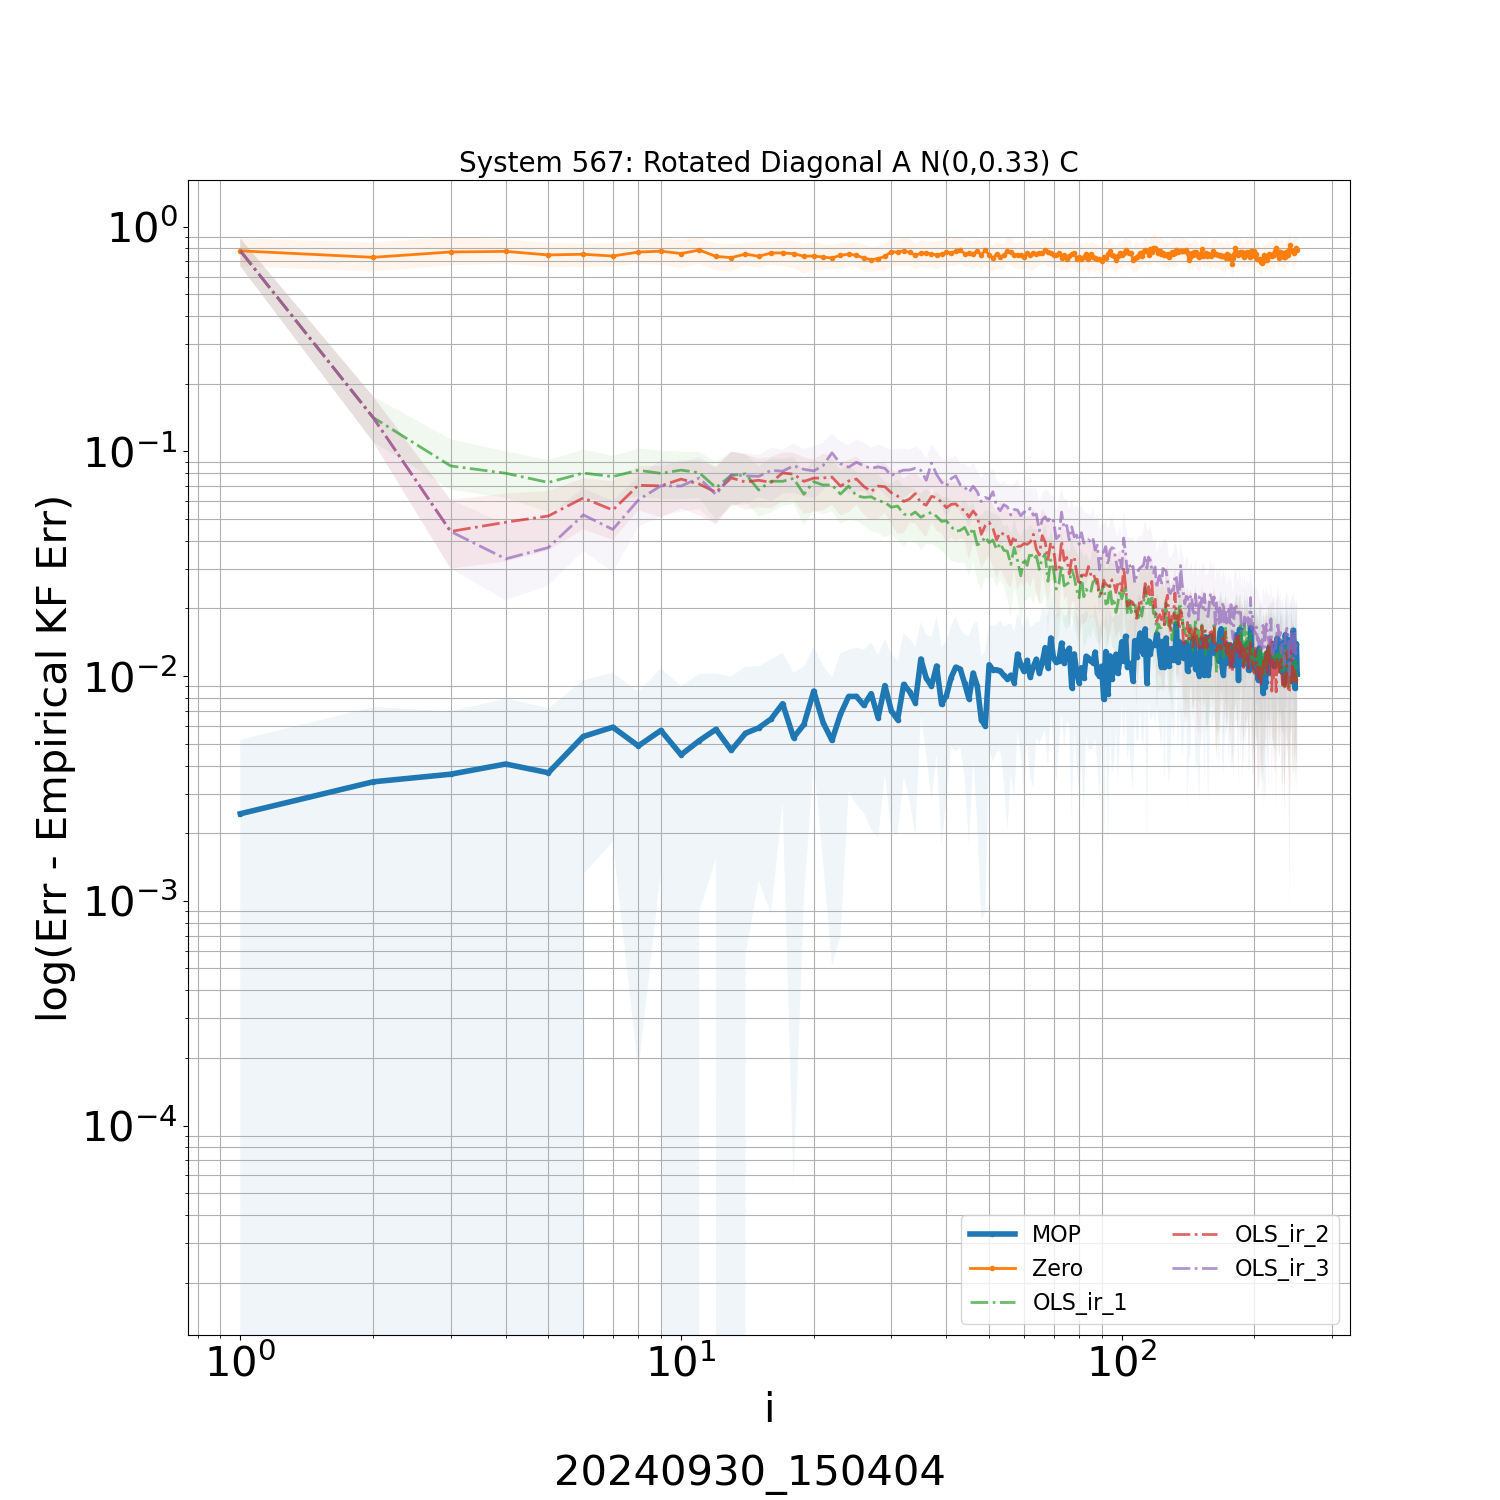 System 567: Rotated Diagonal A N(0,0.33) C
log(Err - Empirical KF Err)
10^0
10^-1
10^-2
10^-3
10^-4
MOP
Zero
OLS_ir_1
OLS_ir_2
OLS_ir_3
10^0
10^1
10^2
i
20240930_150404